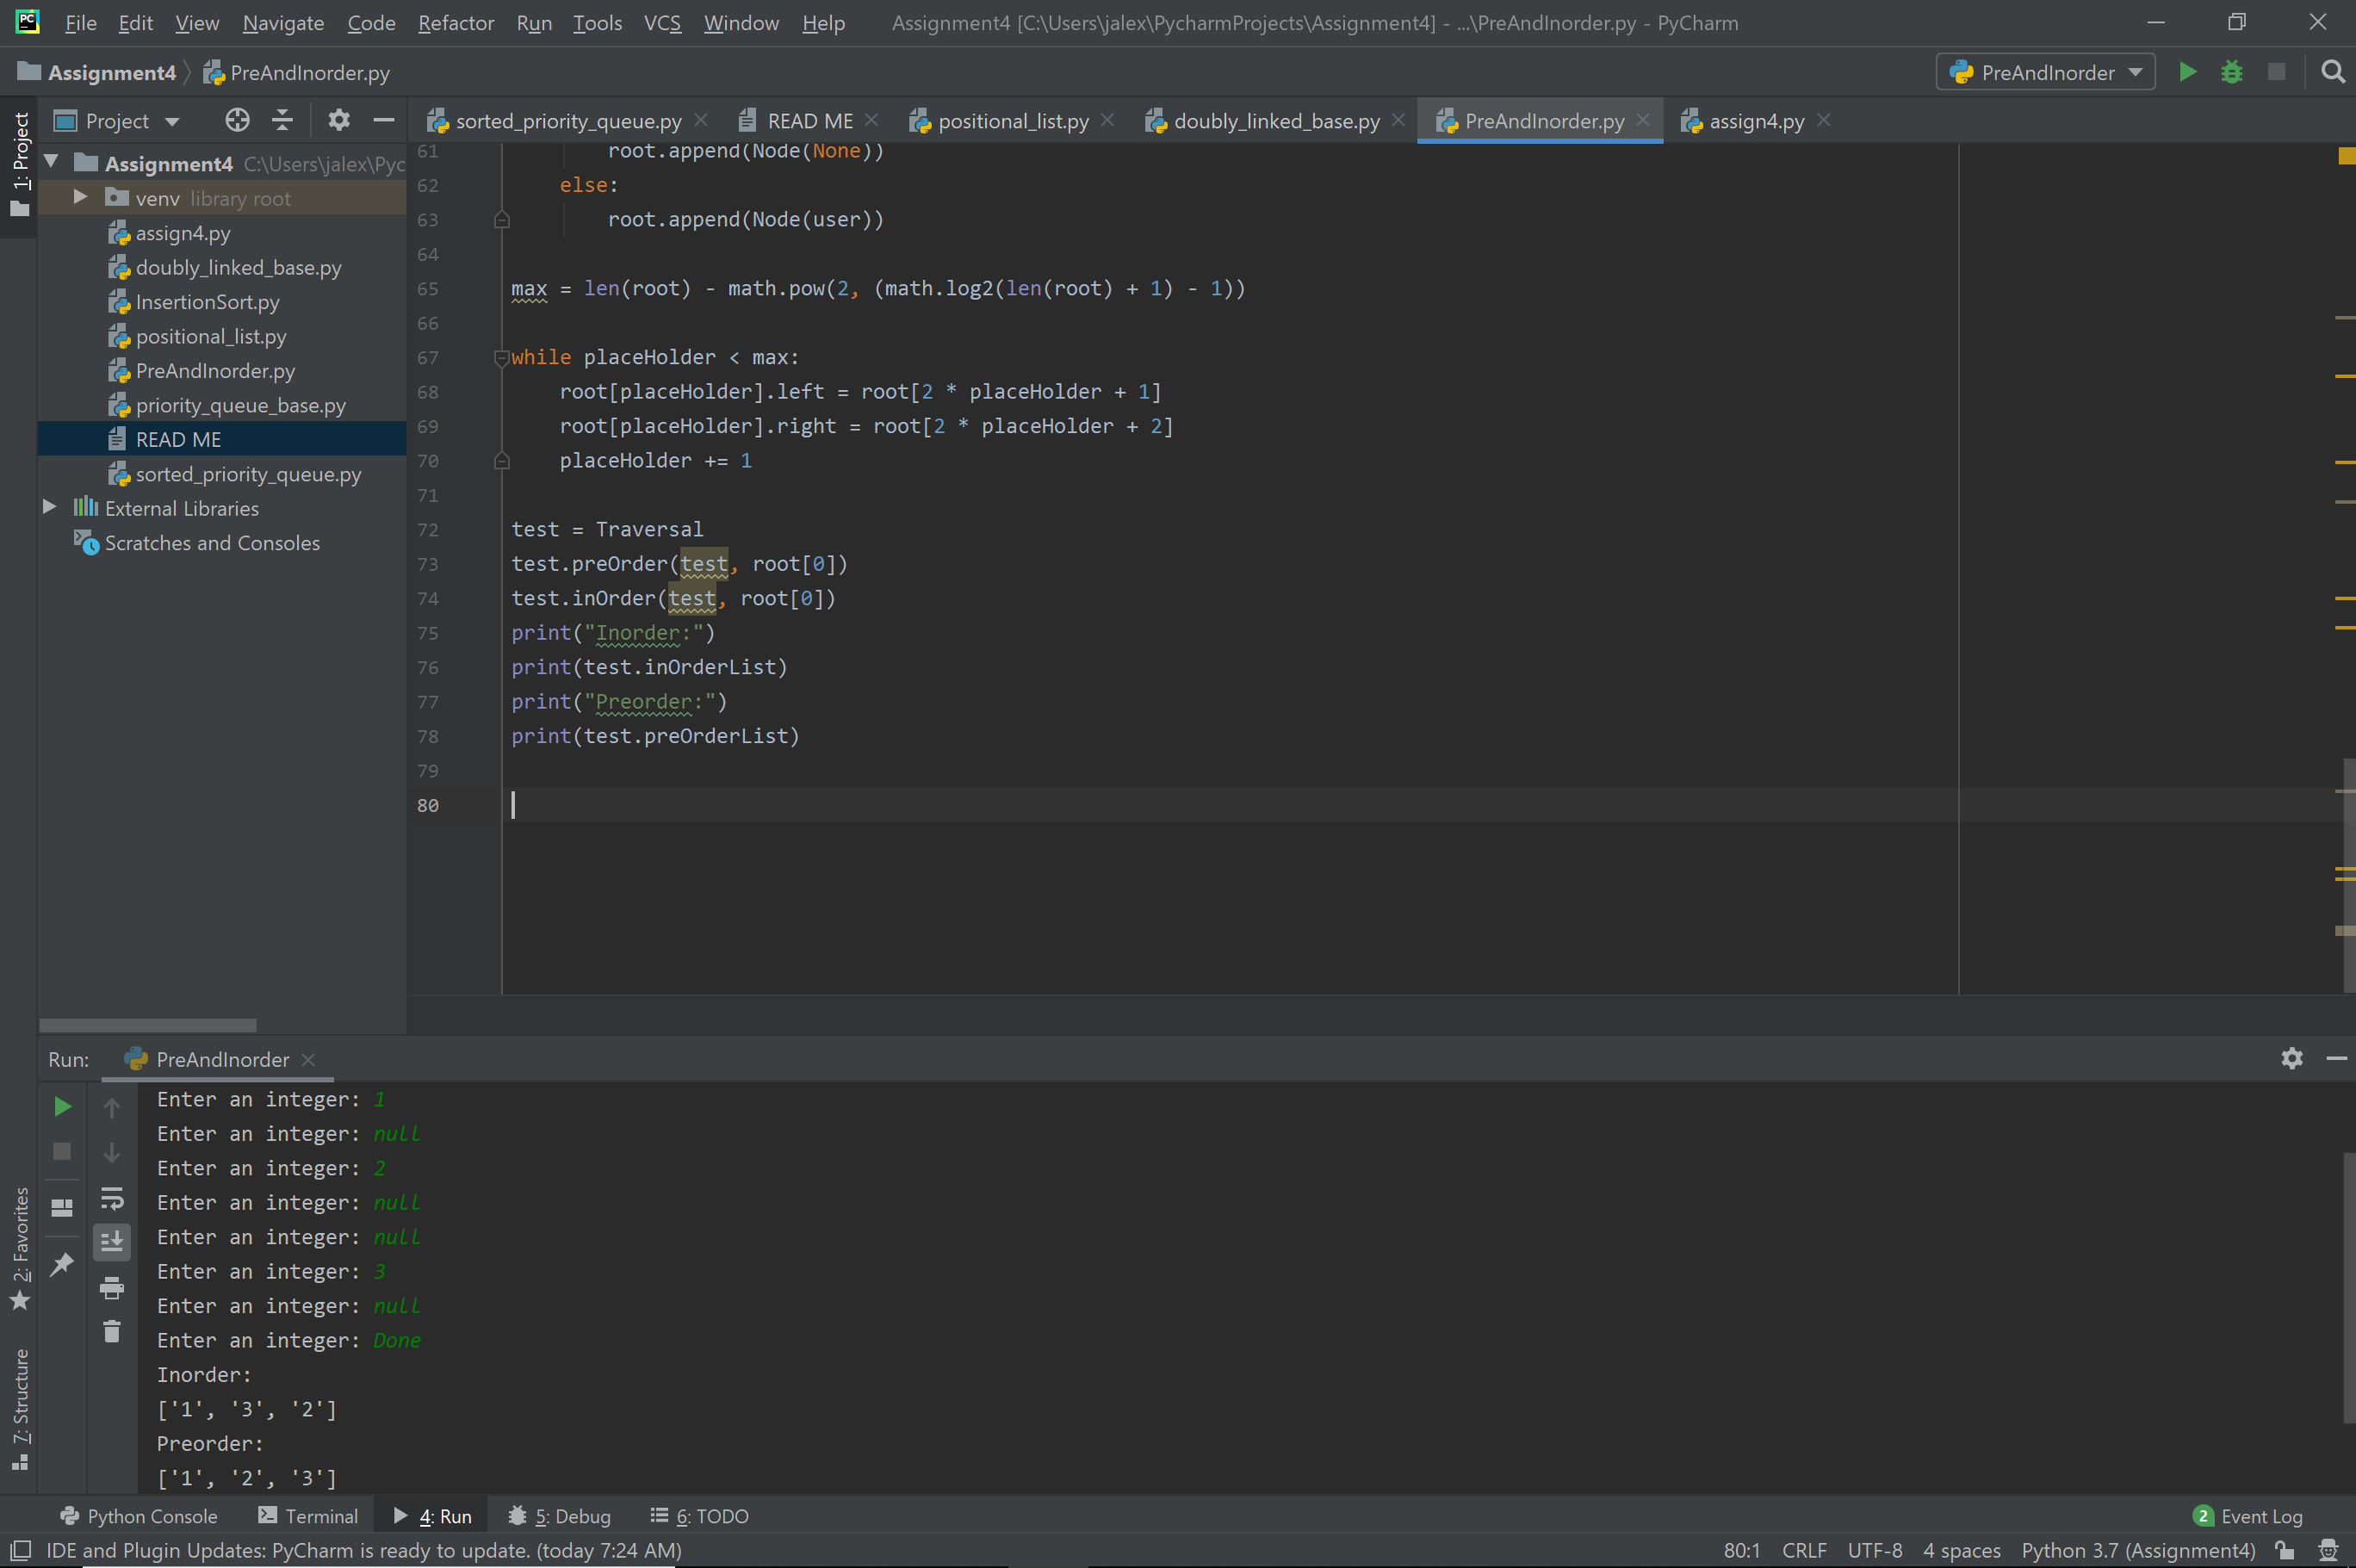 PC File Edit View Navigate Code Refactor Run Tools VCS Window Help Assignment4 [C:\Users\jalex\PycharmProjects\Assignment4] - ...\PreAndInorder.py - PyCharm
Assignment4 PreAndInorder.py PreAndInorder
1: Project
Project
sorted_priority_queue.py READ ME positional_list.py doubly_linked_base.py PreAndInorder.py assign4.py
Assignment4 C:\Users\jalex\Pyc
venv library root
assign4.py
doubly_linked_base.py
InsertionSort.py
positional_list.py
PreAndInorder.py
priority_queue_base.py
READ ME
sorted_priority_queue.py
External Libraries
Scratches and Consoles
61 root.append(Node(None))
62 else:
63 root.append(Node(user))
64
65 max = len(root) - math.pow(2, (math.log2(len(root) + 1) - 1))
66
67 while placeHolder < max:
68 root[placeHolder].left = root[2 * placeHolder + 1]
69 root[placeHolder].right = root[2 * placeHolder + 2]
70 placeHolder += 1
71
72 test = Traversal
73 test.preOrder(test, root[0])
74 test.inOrder(test, root[0])
75 print("Inorder:")
76 print(test.inOrderList)
77 print("Preorder:")
78 print(test.preOrderList)
79
80
Run: PreAndInorder
Enter an integer: 1
Enter an integer: null
Enter an integer: 2
Enter an integer: null
Enter an integer: null
Enter an integer: 3
Enter an integer: null
Enter an integer: Done
Inorder:
['1', '3', '2']
Preorder:
['1', '2', '3']
2: Favorites
7: Structure
Python Console Terminal 4: Run 5: Debug 6: TODO 2 Event Log
IDE and Plugin Updates: PyCharm is ready to update. (today 7:24 AM) 80:1 CRLF UTF-8 4 spaces Python 3.7 (Assignment4)